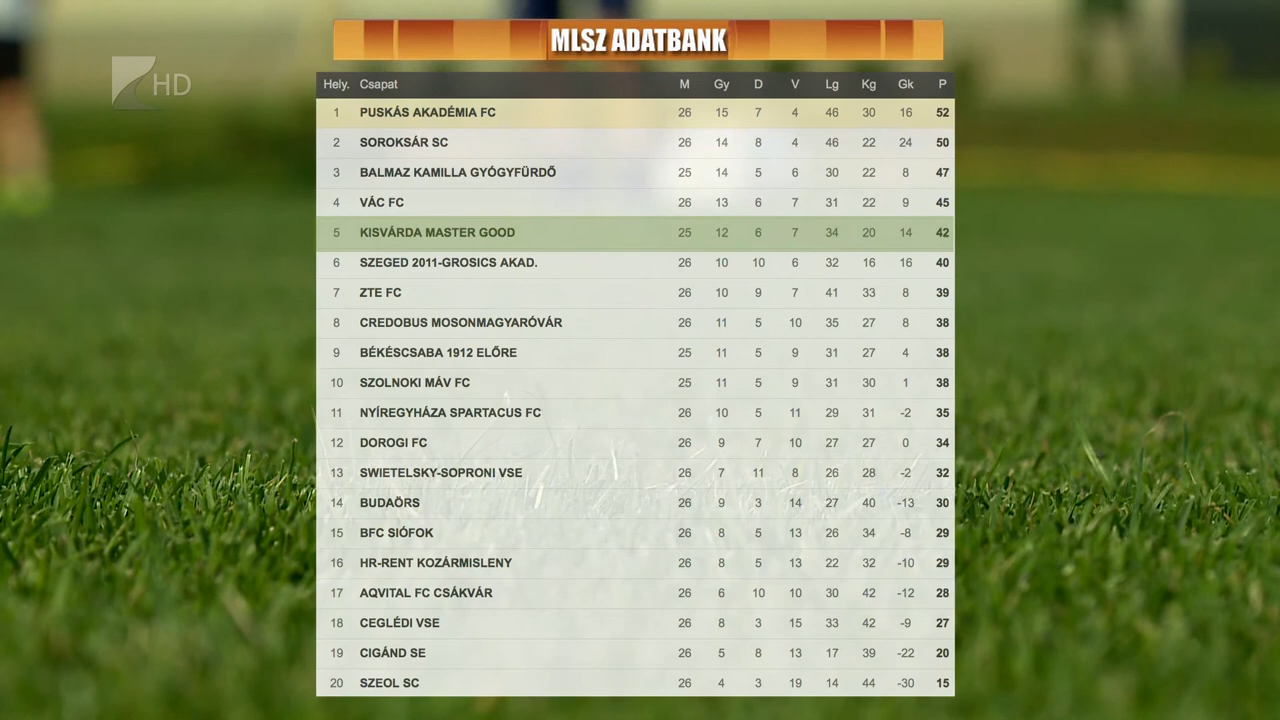 MLSZ ADATBANK
HD
Hely. Csapat M Gy D V Lg Kg Gk P
1 PUSKÁS AKADÉMIA FC 26 15 7 4 46 30 16 52
2 SOROKSÁR SC 26 14 8 4 46 22 24 50
3 BALMAZ KAMILLA GYÓGYFÜRDŐ 25 14 5 6 30 22 8 47
4 VÁC FC 26 13 6 7 31 22 9 45
5 KISVÁRDA MASTER GOOD 25 12 6 7 34 20 14 42
6 SZEGED 2011-GROSICS AKAD. 26 10 10 6 32 16 16 40
7 ZTE FC 26 10 9 7 41 33 8 39
8 CREDOBUS MOSONMAGYARÓVÁR 26 11 5 10 35 27 8 38
9 BÉKÉSCSABA 1912 ELŐRE 25 11 5 9 31 27 4 38
10 SZOLNOKI MÁV FC 25 11 5 9 31 30 1 38
11 NYÍREGYHÁZA SPARTACUS FC 26 10 5 11 29 31 -2 35
12 DOROGI FC 26 9 7 10 27 27 0 34
13 SWIETELSKY-SOPRONI VSE 26 7 11 8 26 28 -2 32
14 BUDAÖRS 26 9 3 14 27 40 -13 30
15 BFC SIÓFOK 26 8 5 13 26 34 -8 29
16 HR-RENT KOZÁRMISLENY 26 8 5 13 22 32 -10 29
17 AQVITAL FC CSÁKVÁR 26 6 10 10 30 42 -12 28
18 CEGLÉDI VSE 26 8 3 15 33 42 -9 27
19 CIGÁND SE 26 5 8 13 17 39 -22 20
20 SZEOL SC 26 4 3 19 14 44 -30 15